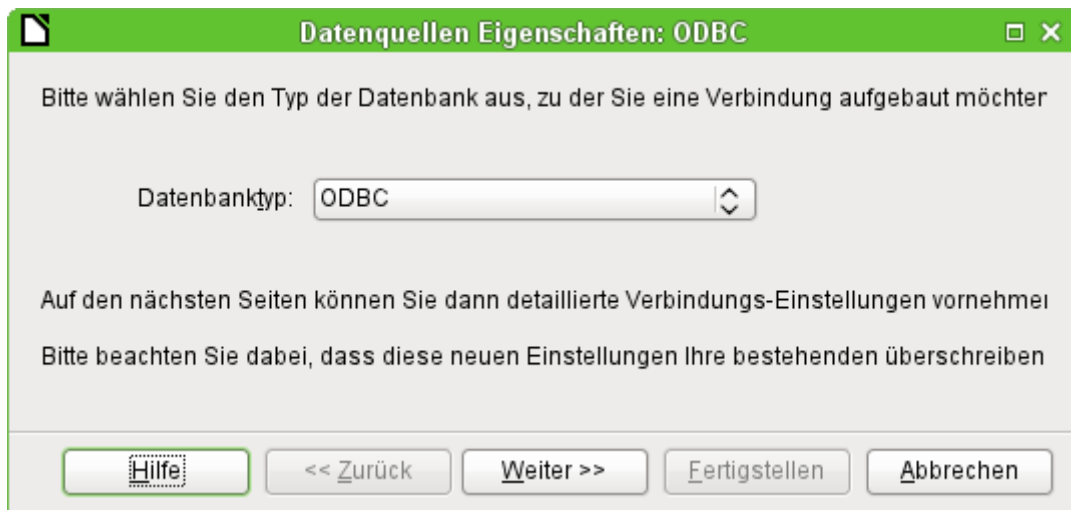 Datenquellen Eigenschaften: ODBC
Bitte wählen Sie den Typ der Datenbank aus, zu der Sie eine Verbindung aufgebaut möchten
Datenbanktyp: ODBC
Auf den nächsten Seiten können Sie dann detaillierte Verbindungs-Einstellungen vornehmen
Bitte beachten Sie dabei, dass diese neuen Einstellungen Ihre bestehenden überschreiben
Hilfe << Zurück Weiter >> Fertigstellen Abbrechen